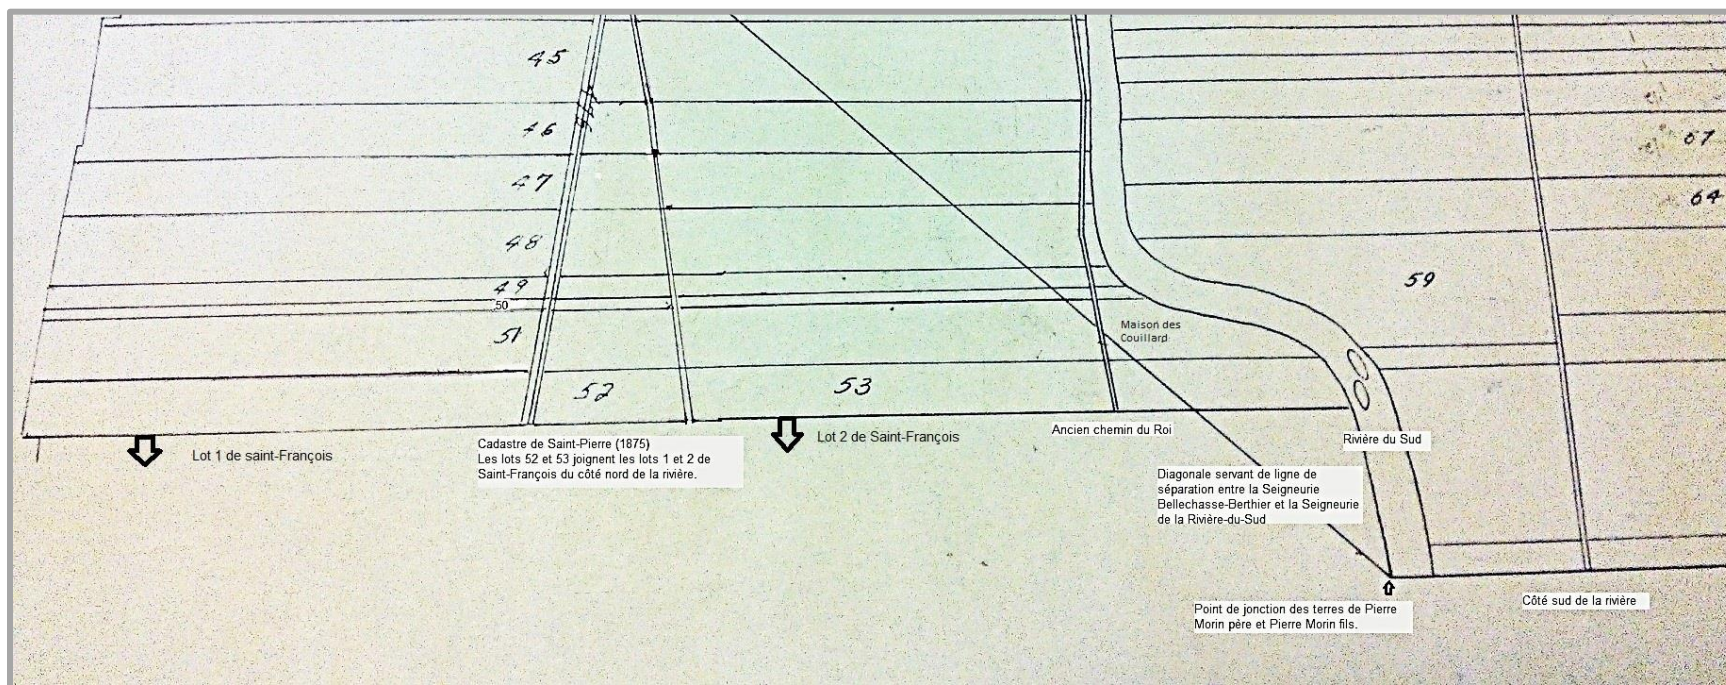 45
46
67
47
64
48
59
49
50
51
Maison des
Couillard
52
53
Lot 1 de saint-François
Cadastre de Saint-Pierre (1875)
Les lots 52 et 53 joignent les lots 1 et 2 de
Saint-François du côté nord de la rivière.
Lot 2 de Saint-François
Ancien chemin du Roi
Rivière du Sud
Diagonale servant de ligne de
séparation entre la Seigneurie
Bellechasse-Berthier et la Seigneurie
de la Rivière-du-Sud
Point de jonction des terres de Pierre
Morin père et Pierre Morin fils.
Côté sud de la rivière